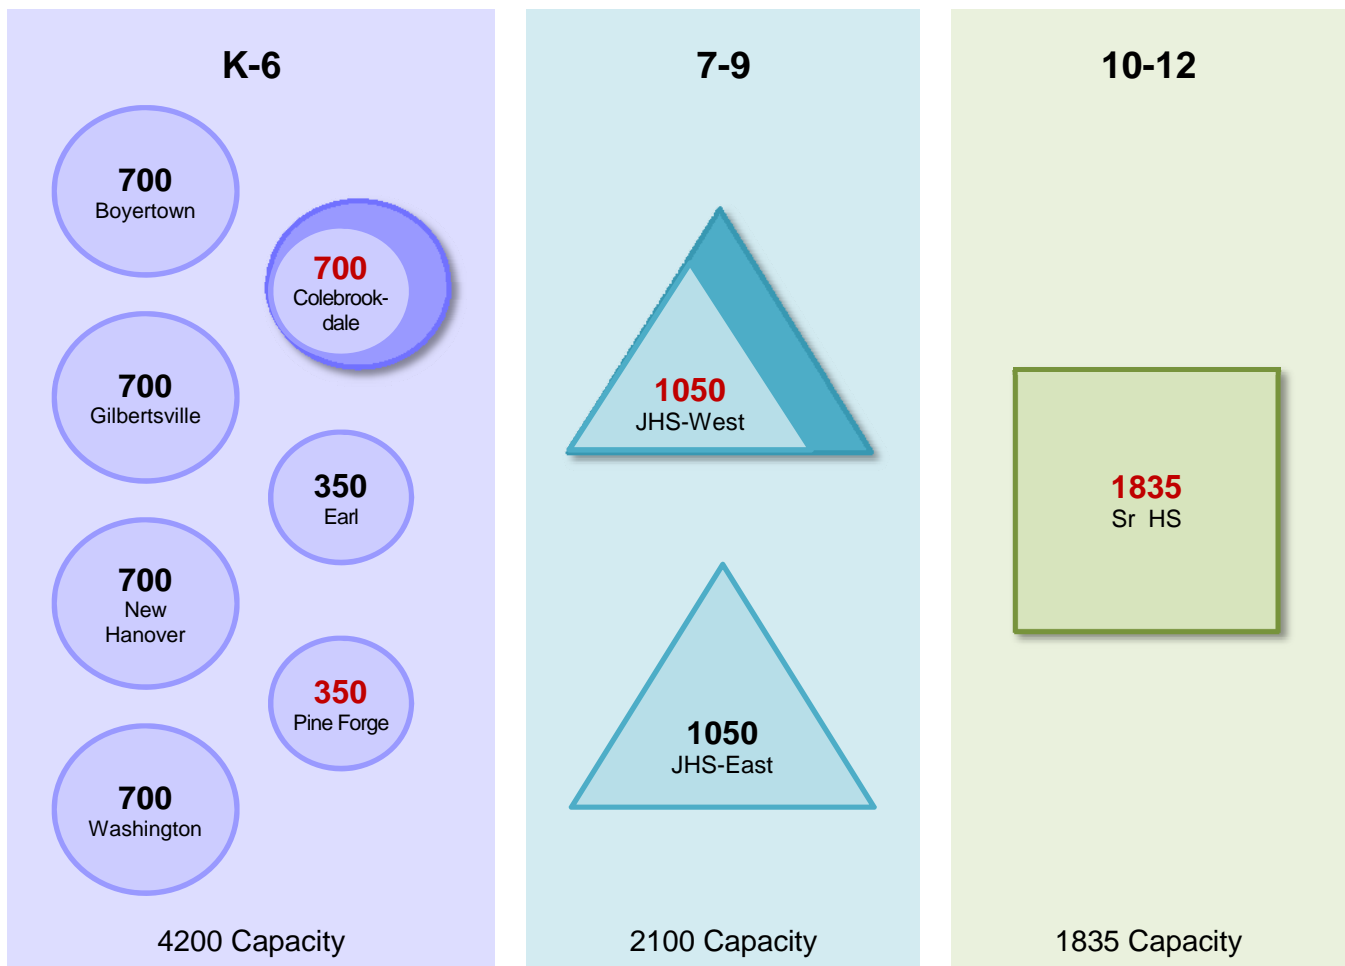 K-6
700
Boyertown
700
Colebrook-
dale
700
Gilbertsville
350
Earl
700
New
Hanover
350
Pine Forge
700
Washington
4200 Capacity
7-9
1050
JHS-West
1050
JHS-East
2100 Capacity
10-12
1835
Sr HS
1835 Capacity